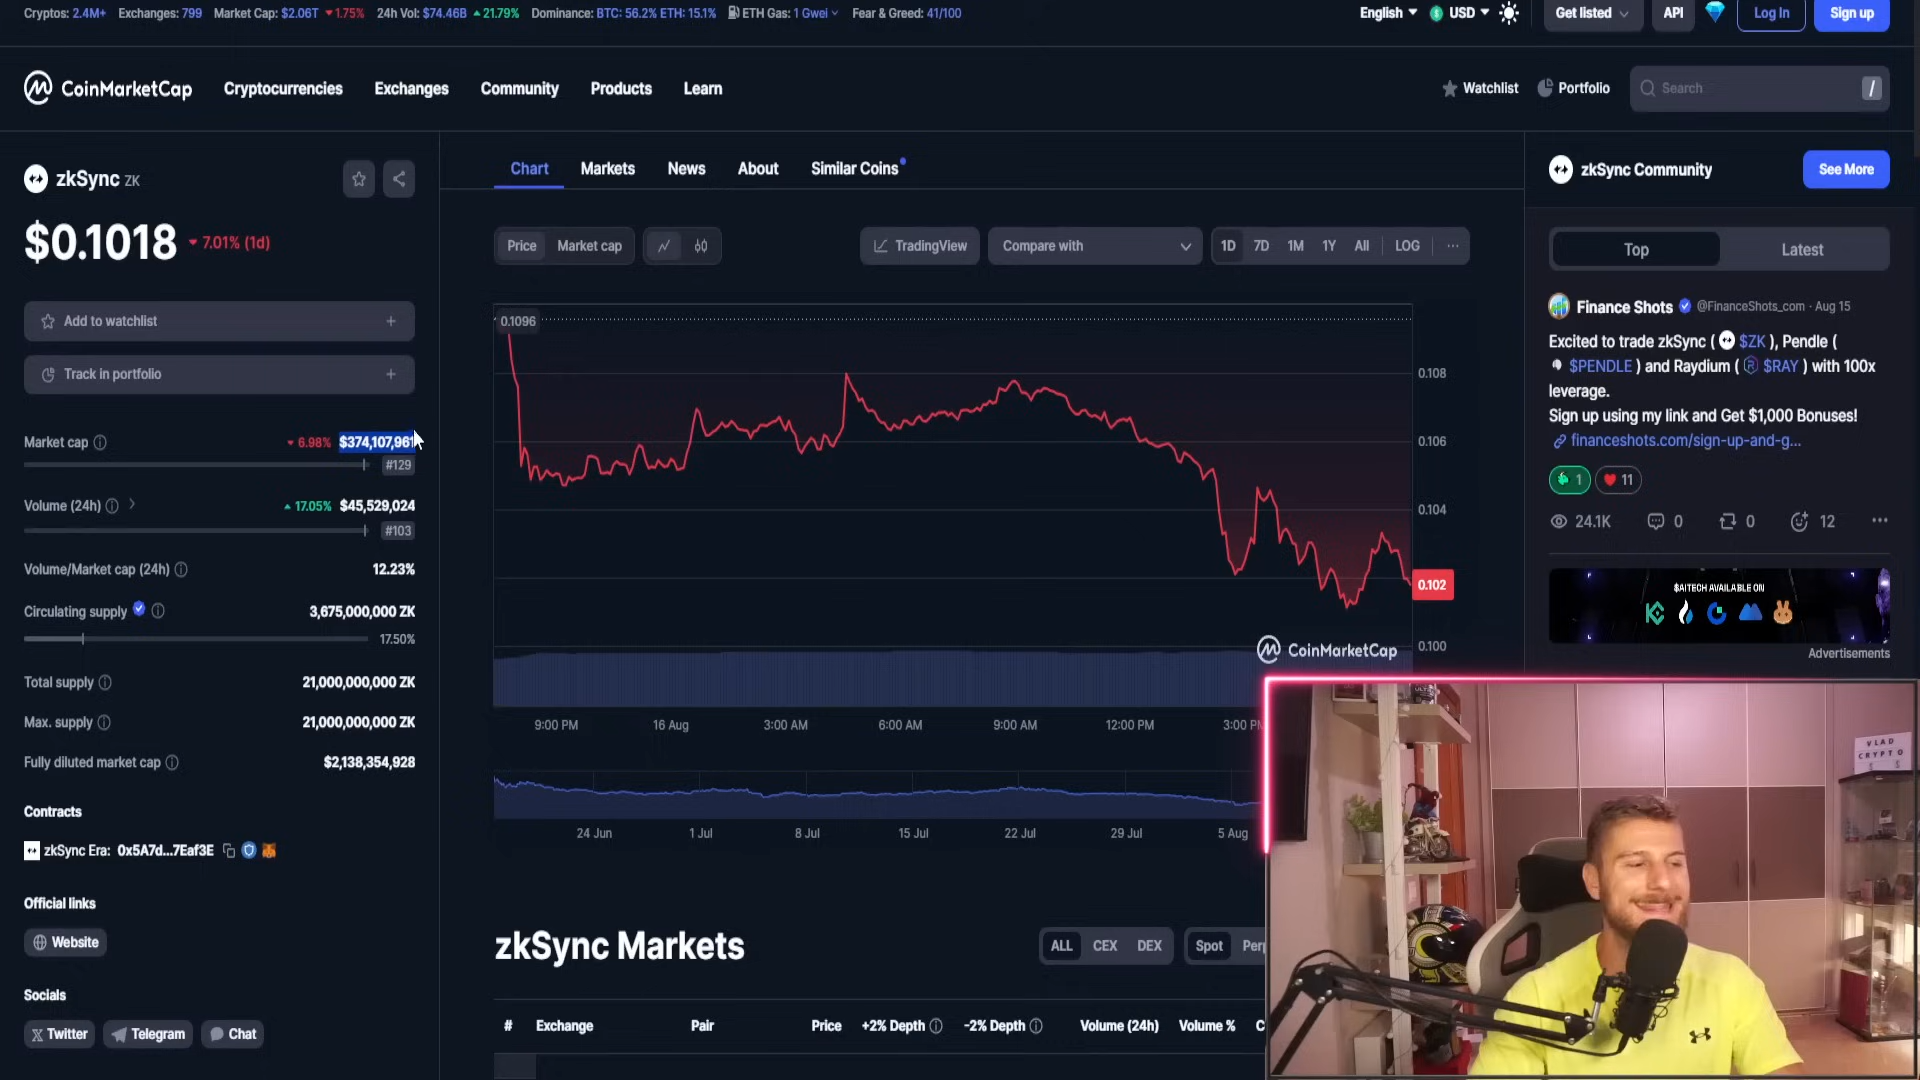 Cryptos: 2.4M+ Exchanges: 799 Market Cap: $2.06T 1.75% 24h Vol: $74.46B 21.79% Dominance: BTC: 56.2% ETH: 15.1% ETH Gas: 1 Gwei Fear & Greed: 41/100
English USD Get listed API Log In Sign up
CoinMarketCap Cryptocurrencies Exchanges Community Products Learn
Watchlist Portfolio Search /
zkSync ZK
$0.1018 7.01% (1d)
Add to watchlist +
Track in portfolio +
Market cap 6.98% $374,107,961
#129
Volume (24h) 17.05% $45,529,024
#103
Volume/Market cap (24h) 12.23%
Circulating supply 3,675,000,000 ZK
17.50%
Total supply 21,000,000,000 ZK
Max. supply 21,000,000,000 ZK
Fully diluted market cap $2,138,354,928
Contracts
zkSync Era: 0x5A7d...7Eaf3E
Official links
Website
Socials
Twitter Telegram Chat
Chart Markets News About Similar Coins
Price Market cap TradingView Compare with 1D 7D 1M 1Y All LOG ...
0.1096
0.108
0.106
0.104
0.102
0.100
CoinMarketCap
9:00 PM 16 Aug 3:00 AM 6:00 AM 9:00 AM 12:00 PM 3:00 PM
24 Jun 1 Jul 8 Jul 15 Jul 22 Jul 29 Jul 5 Aug
zkSync Markets
ALL CEX DEX Spot
# Exchange Pair Price +2% Depth -2% Depth Volume (24h) Volume %
zkSync Community See More
Top Latest
Finance Shots @FinanceShots_com · Aug 15
Excited to trade zkSync ( $ZK ), Pendle (
$PENDLE ) and Raydium ( $RAY ) with 100x
leverage.
Sign up using my link and Get $1,000 Bonuses!
financeshots.com/sign-up-and-g...
1 11
24.1K 0 0 12 ...
$AITECH AVAILABLE ON
Advertisements
VLAD
CRYPTO